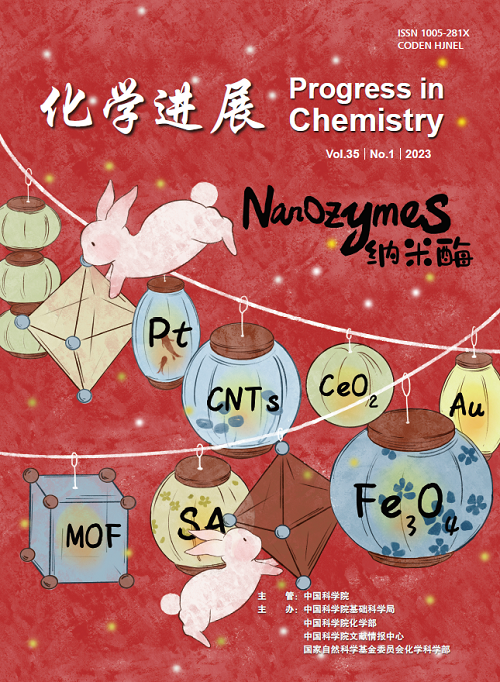 ISSN 1005-281X
CODEN HJNEL
化学进展
Progress in
Chemistry
Vol.35 | No.1 | 2023
Nanozymes
纳米酶
Pt
CNTs
CeO2
Au
MOF
SA
Fe3O4
主 管：中国科学院
主 办：中国科学院基础科学局
中国科学院化学部
中国科学院文献情报中心
国家自然科学基金委员会化学科学部